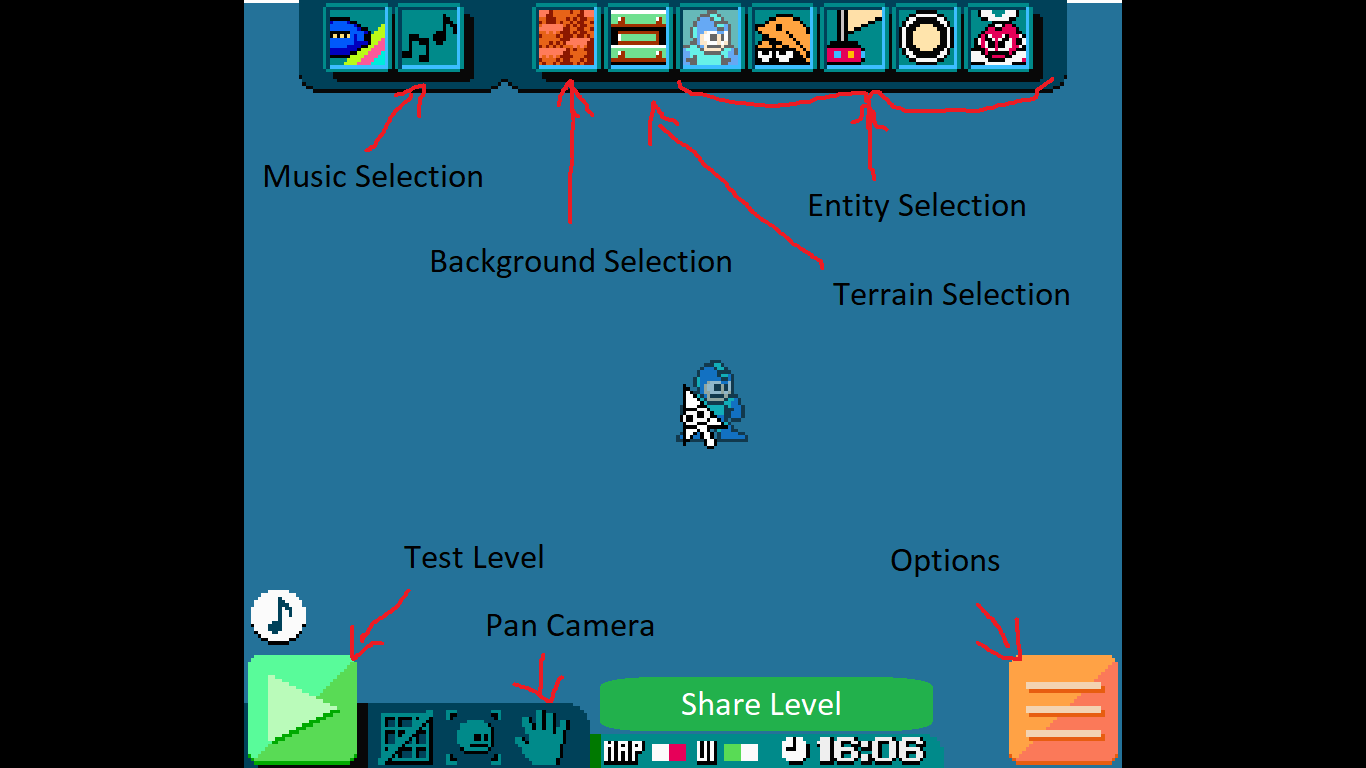 Music Selection
Entity Selection
Background Selection
Terrain Selection
Test Level
Options
Pan Camera
Share Level
MAP UI 16:06